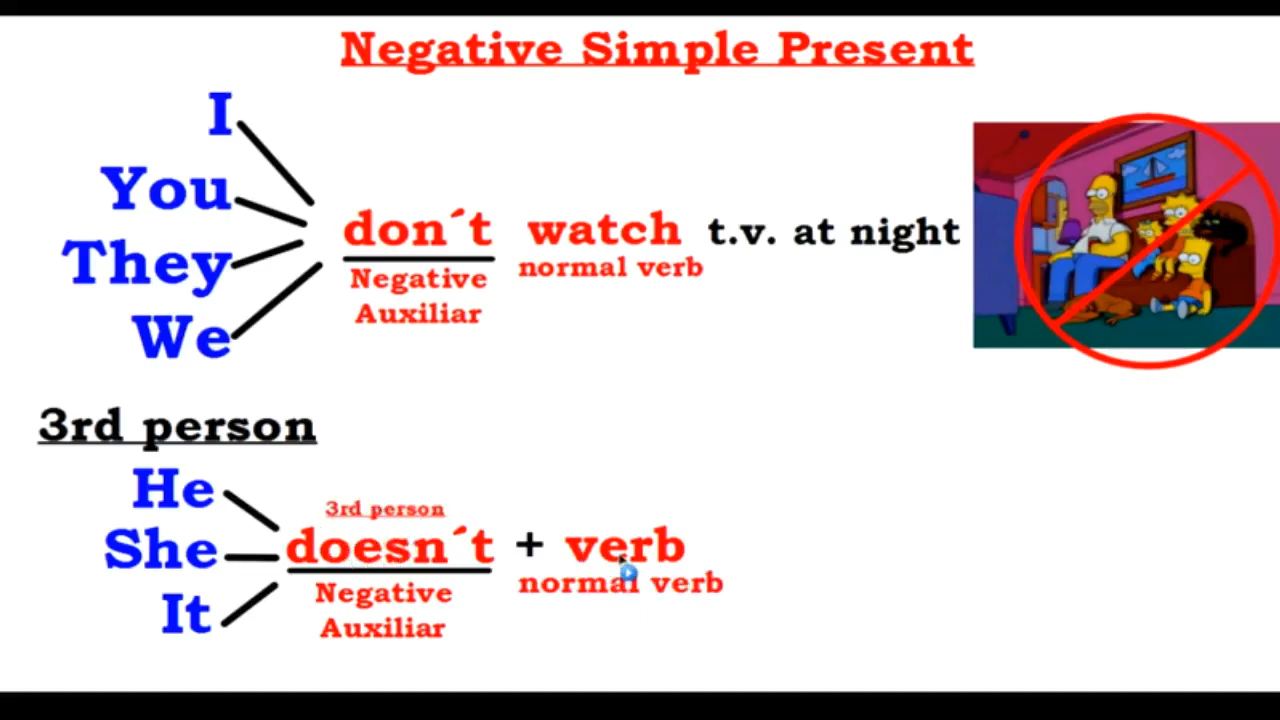 Negative Simple Present
I
You
They
We
don´t watch t.v. at night
Negative normal verb
Auxiliar
3rd person
He
She
It
3rd person
doesn´t + verb
Negative normal verb
Auxiliar